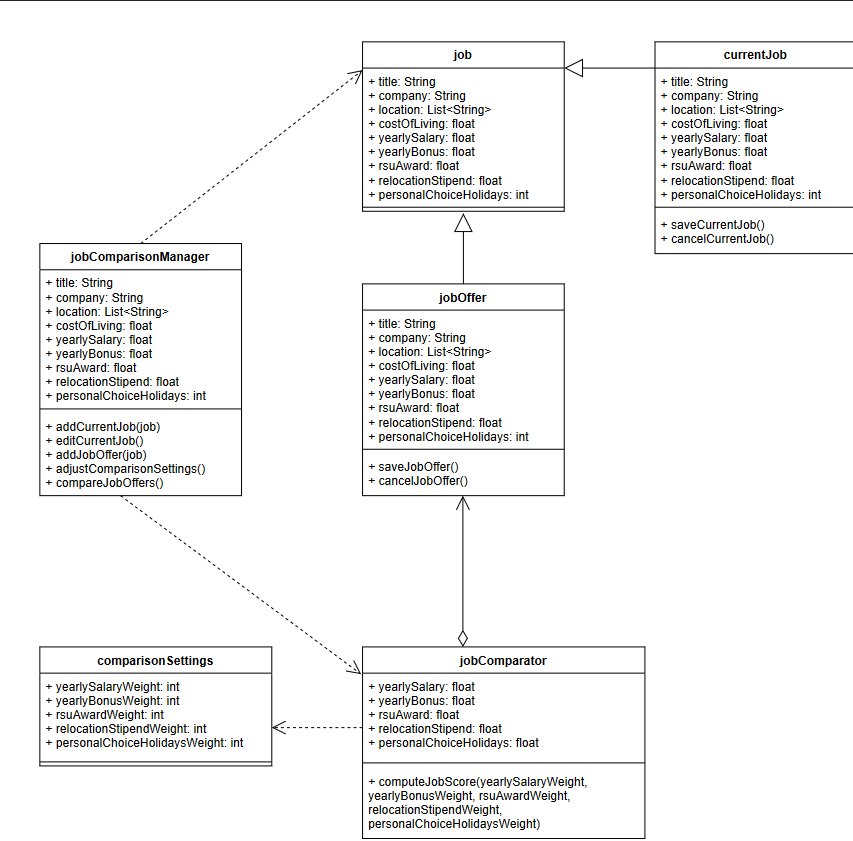 job
+ title: String
+ company: String
+ location: List<String>
+ costOfLiving: float
+ yearlySalary: float
+ yearlyBonus: float
+ rsuAward: float
+ relocationStipend: float
+ personalChoiceHolidays: int
currentJob
+ title: String
+ company: String
+ location: List<String>
+ costOfLiving: float
+ yearlySalary: float
+ yearlyBonus: float
+ rsuAward: float
+ relocationStipend: float
+ personalChoiceHolidays: int
+ saveCurrentJob()
+ cancelCurrentJob()
jobComparisonManager
+ title: String
+ company: String
+ location: List<String>
+ costOfLiving: float
+ yearlySalary: float
+ yearlyBonus: float
+ rsuAward: float
+ relocationStipend: float
+ personalChoiceHolidays: int
+ addCurrentJob(job)
+ editCurrentJob()
+ addJobOffer(job)
+ adjustComparisonSettings()
+ compareJobOffers()
jobOffer
+ title: String
+ company: String
+ location: List<String>
+ costOfLiving: float
+ yearlySalary: float
+ yearlyBonus: float
+ rsuAward: float
+ relocationStipend: float
+ personalChoiceHolidays: int
+ saveJobOffer()
+ cancelJobOffer()
comparisonSettings
+ yearlySalaryWeight: int
+ yearlyBonusWeight: int
+ rsuAwardWeight: int
+ relocationStipendWeight: int
+ personalChoiceHolidaysWeight: int
jobComparator
+ yearlySalary: float
+ yearlyBonus: float
+ rsuAward: float
+ relocationStipend: float
+ personalChoiceHolidays: float
+ computeJobScore(yearlySalaryWeight,
yearlyBonusWeight, rsuAwardWeight,
relocationStipendWeight,
personalChoiceHolidaysWeight)